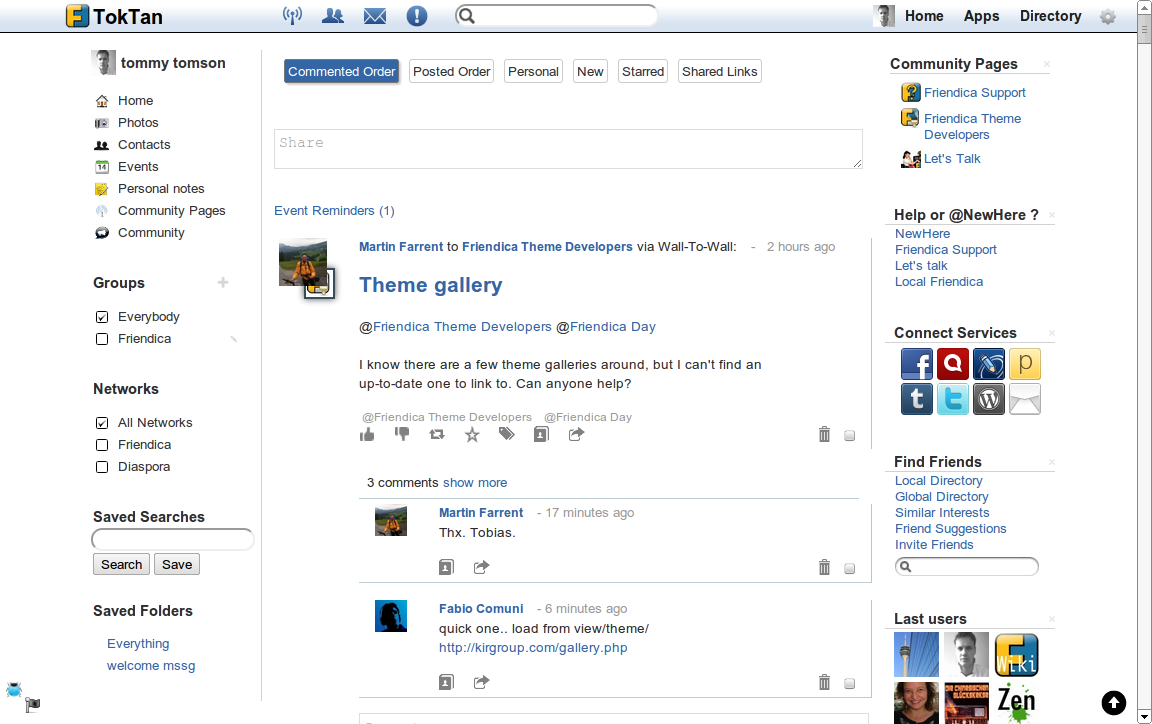 TokTan
Home Apps Directory
tommy tomson
Home
Photos
Contacts
14
Events
Personal notes
Community Pages
Community
Groups
Everybody
Friendica
Networks
All Networks
Friendica
Diaspora
Saved Searches
Search Save
Saved Folders
Everything
welcome mssg
Commented Order Posted Order Personal New Starred Shared Links
Share
Event Reminders (1)
Martin Farrent to Friendica Theme Developers via Wall-To-Wall: - 2 hours ago
Theme gallery
@Friendica Theme Developers @Friendica Day
I know there are a few theme galleries around, but I can't find an
up-to-date one to link to. Can anyone help?
@Friendica Theme Developers @Friendica Day
3 comments show more
Martin Farrent - 17 minutes ago
Thx. Tobias.
Fabio Comuni - 6 minutes ago
quick one.. load from view/theme/
http://kirgroup.com/gallery.php
Community Pages
Friendica Support
Friendica Theme
Developers
Let's Talk
Help or @NewHere ?
NewHere
Friendica Support
Let's talk
Local Friendica
Connect Services
Find Friends
Local Directory
Global Directory
Similar Interests
Friend Suggestions
Invite Friends
Last users
Wiki
Zen